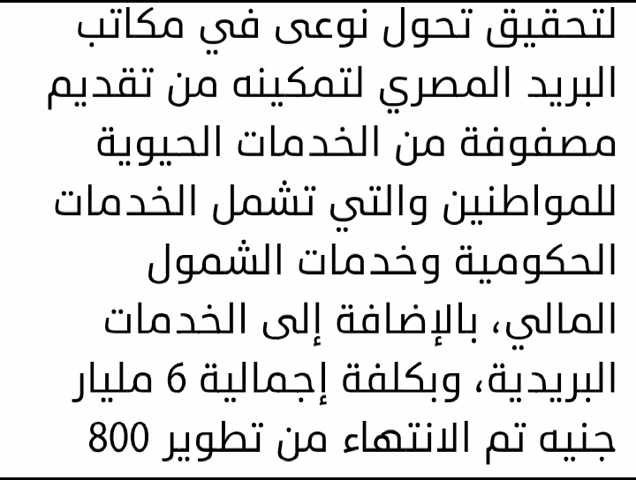 لتحقيق تحول نوعى في مكاتب
البريد المصري لتمكينه من تقديم
مصفوفة من الخدمات الحيوية
للمواطنين والتي تشمل الخدمات
الحكومية وخدمات الشمول
المالي، بالإضافة إلى الخدمات
البريدية، وبكلفة إجمالية 6 مليار
جنيه تم الانتهاء من تطوير 800